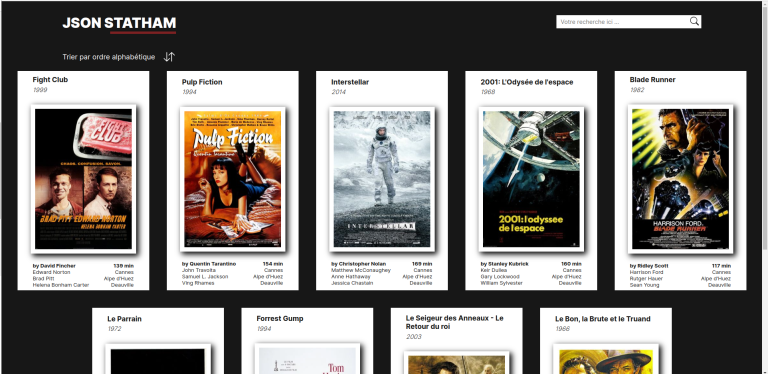 JSON STATHAM
Votre recherche ici ...
Trier par ordre alphabétique
Fight Club
1999
FIGHT CLUB
CHAOS. CONFUSION. RAVON.
BRAD PITT EDWARD NORTON
HELENA BONHAM CARTER
by David Fincher 139 min
Edward Norton Cannes
Brad Pitt Alpe d'Huez
Helena Bonham Carter Deauville
Pulp Fiction
1994
Pulp Fiction
Quentin Tarantino
by Quentin Tarantino 154 min
John Travolta Cannes
Samuel L. Jackson Alpe d'Huez
Ving Rhames Deauville
Interstellar
2014
INTERSTELLAR
by Christopher Nolan 169 min
Matthew McConaughey Cannes
Anne Hathaway Alpe d'Huez
Jessica Chastain Deauville
2001: L'Odysée de l'espace
1968
2001: l'odyssee
de l'espace
by Stanley Kubrick 160 min
Keir Dullea Cannes
Gary Lockwood Alpe d'Huez
William Sylvester Deauville
Blade Runner
1982
HARRISON FORD
BLADE RUNNER
by Ridley Scott 117 min
Harrison Ford Cannes
Rutger Hauer Alpe d'Huez
Sean Young Deauville
Le Parrain
1972
Forrest Gump
1994
Tom
Le Seigeur des Anneaux - Le
Retour du roi
2003
Le Bon, la Brute et le Truand
1966